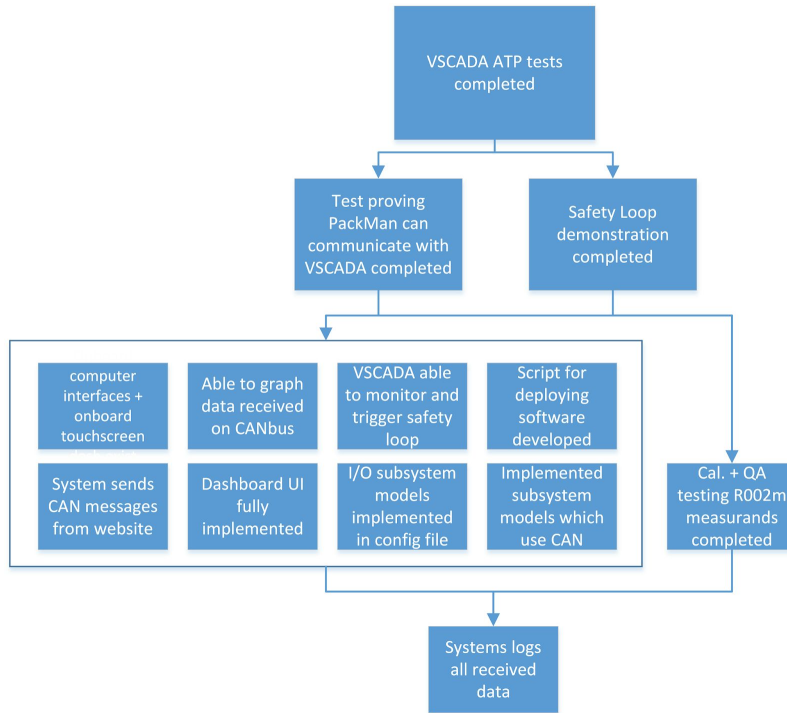 VSCADA ATP tests
completed
Test proving
PackMan can
communicate with
VSCADA completed
Safety Loop
demonstration
completed
computer
interfaces +
onboard
touchscreen
Able to graph
data received
on CANbus
VSCADA able
to monitor and
trigger safety
loop
Script for
deploying
software
developed
System sends
CAN messages
from website
Dashboard UI
fully
implemented
I/O subsystem
models
implemented
in config file
Implemented
subsystem
models which
use CAN
Cal. + QA
testing R002m
measurands
completed
Systems logs
all received
data